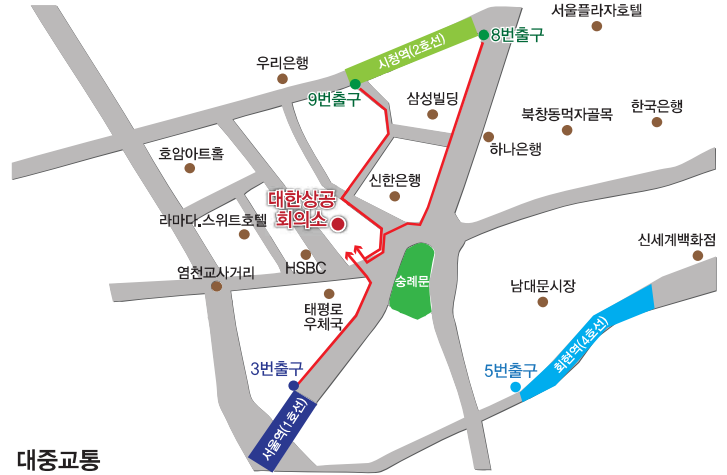 서울플라자호텔
8번출구
시청역(2호선)
우리은행
9번출구
삼성빌딩
북창동먹자골목
한국은행
하나은행
호암아트홀
신한은행
대한상공
회의소
라마다.스위트호텔
신세계백화점
HSBC
염천교사거리
숭례문
남대문시장
태평로
우체국
회현역(4호선)
3번출구
5번출구
서울역(1호선)
대중교통